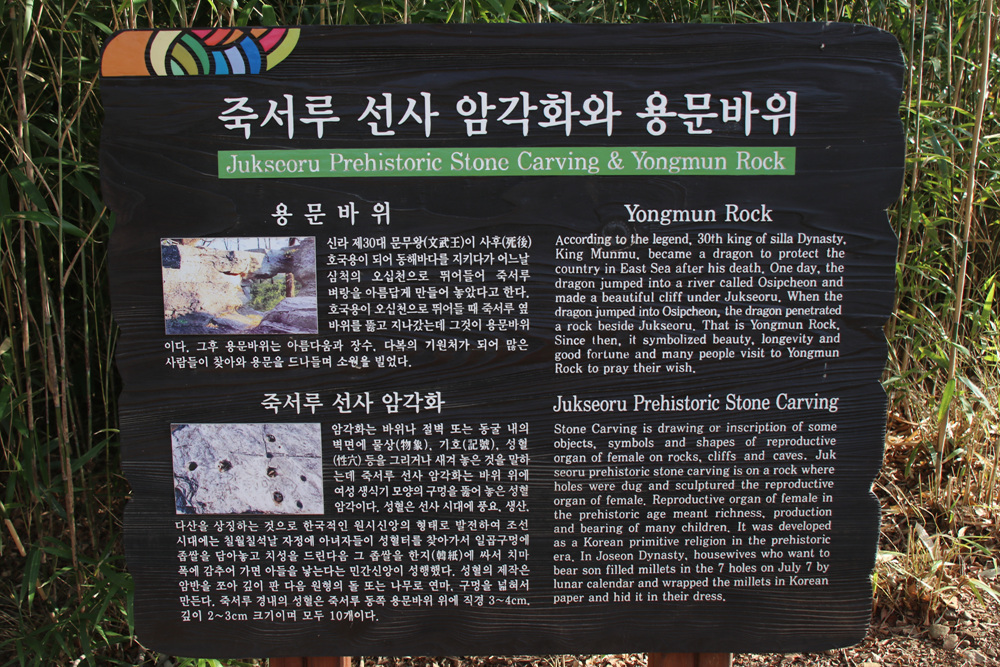 죽서루 선사 암각화와 용문바위
Jukseoru Prehistoric Stone Carving & Yongmun Rock
용문바위
신라 제30대 문무왕(文武王)이 사후(死後)
호국용이 되어 동해바다를 지키다가 어느날
삼척의 오십천으로 뛰어들어 죽서루
벼랑을 아름답게 만들어 놓았다고 한다.
호국용이 오십천으로 뛰어들 때 죽서루 옆
바위를 뚫고 지나갔는데 그것이 용문바위
이다. 그후 용문바위는 아름다움과 장수, 다복의 기원처가 되어 많은
사람들이 찾아와 용문을 드나들며 소원을 빌었다.
죽서루 선사 암각화
암각화는 바위나 절벽 또는 동굴 내의
벽면에 물상(物象), 기호(記號), 성혈
(性穴) 등을 그리거나 새겨 놓은 것을 말하
는데 죽서루 선사 암각화는 바위 위에
여성 생식기 모양의 구멍을 뚫어 놓은 성혈
암각이다. 성혈은 선사 시대에 풍요, 생산,
다산을 상징하는 것으로 한국적인 원시신앙의 형태로 발전하여 조선
시대에는 칠월칠석날 자정에 아녀자들이 성혈터를 찾아가서 일곱구멍에
좁쌀을 담아놓고 치성을 드린다음 그 좁쌀을 한지(韓紙)에 싸서 치마
폭에 감추어 가면 아들을 낳는다는 민간신앙이 성행했다. 성혈의 제작은
암반을 쪼아 깊이 판 다음 원형의 돌 또는 나무로 연마, 구멍을 넓혀서
만든다. 죽서루 경내의 성혈은 죽서루 동쪽 용문바위 위에 직경 3~4cm,
깊이 2~3cm 크기이며 모두 10개이다.
Yongmun Rock
According to the legend, 30th king of silla Dynasty,
King Munmu, became a dragon to protect the
country in East Sea after his death. One day, the
dragon jumped into a river called Osipcheon and
made a beautiful cliff under Jukseoru. When the
dragon jumped into Osipcheon, the dragon penetrated
a rock beside Jukseoru. That is Yongmun Rock.
Since then, it symbolized beauty, longevity and
good fortune and many people visit to Yongmun
Rock to pray their wish.
Jukseoru Prehistoric Stone Carving
Stone Carving is drawing or inscription of some
objects, symbols and shapes of reproductive
organ of female on rocks, cliffs and caves. Juk
seoru prehistoric stone carving is on a rock where
holes were dug and sculptured the reproductive
organ of female. Reproductive organ of female in
the prehistoric age meant richness, production
and bearing of many children. It was developed
as a Korean primitive religion in the prehistoric
era. In Joseon Dynasty, housewives who want to
bear son filled millets in the 7 holes on July 7 by
lunar calendar and wrapped the millets in Korean
paper and hid it in their dress.